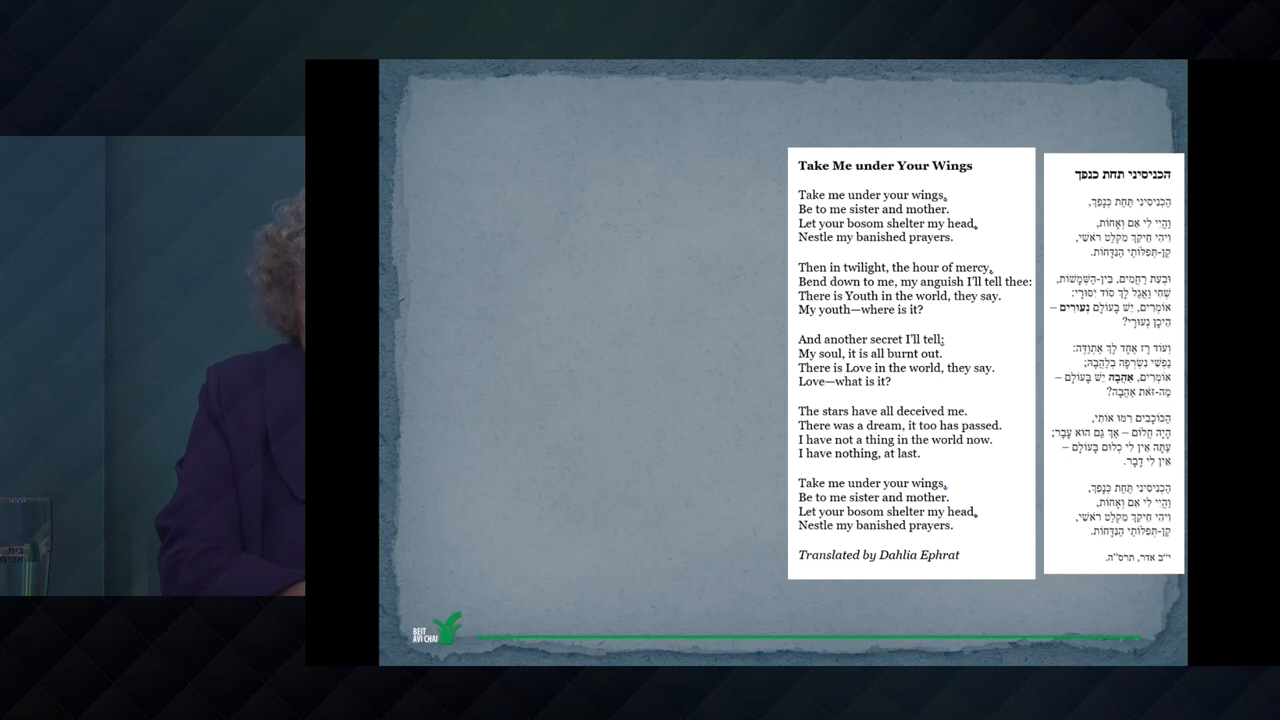 Take Me under Your Wings
Take me under your wings,
Be to me sister and mother.
Let your bosom shelter my head,
Nestle my banished prayers.
Then in twilight, the hour of mercy,
Bend down to me, my anguish I'll tell thee:
There is Youth in the world, they say.
My youth—where is it?
And another secret I'll tell:
My soul, it is all burnt out.
There is Love in the world, they say.
Love—what is it?
The stars have all deceived me.
There was a dream, it too has passed.
I have not a thing in the world now.
I have nothing, at last.
Take me under your wings,
Be to me sister and mother.
Let your bosom shelter my head,
Nestle my banished prayers.
Translated by Dahlia Ephrat
הכניסיני תחת כנפך
הַכְנִיסִינִי תַּחַת כְּנָפֵךְ,
וַהֲיִי לִי אֵם וְאָחוֹת,
וִיהִי חֵיקֵךְ מִקְלַט רֹאשִׁי,
קַן-תְּפִלּוֹתַי הַנִּדָּחוֹת.
וּבְעֵת רַחֲמִים, בֵּין-הַשְּׁמָשׁוֹת,
שְׁחִי וַאֲגַל לָךְ סוֹד יִסּוּרָי:
אוֹמְרִים, יֵשׁ בָּעוֹלָם נְעוּרִים –
הֵיכָן נְעוּרָי?
וְעוֹד רָז אֶחָד לָךְ אֶתְוַדֶּה:
נַפְשִׁי נִשְׂרְפָה בְלַהֲבָהּ;
אוֹמְרִים, אַהֲבָה יֵשׁ בָּעוֹלָם –
מַה-זֹּאת אַהֲבָה?
הַכּוֹכָבִים רִמּוּ אוֹתִי,
הָיָה חֲלוֹם – אַךְ גַּם הוּא עָבָר;
עַתָּה אֵין לִי כְלוּם בָּעוֹלָם –
אֵין לִי דָבָר.
הַכְנִיסִינִי תַּחַת כְּנָפֵךְ,
וַהֲיִי לִי אֵם וְאָחוֹת,
וִיהִי חֵיקֵךְ מִקְלַט רֹאשִׁי,
קַן-תְּפִלּוֹתַי הַנִּדָּחוֹת.
י"ב אדר, תרס"ה.
BEIT
AVI CHAI
בית